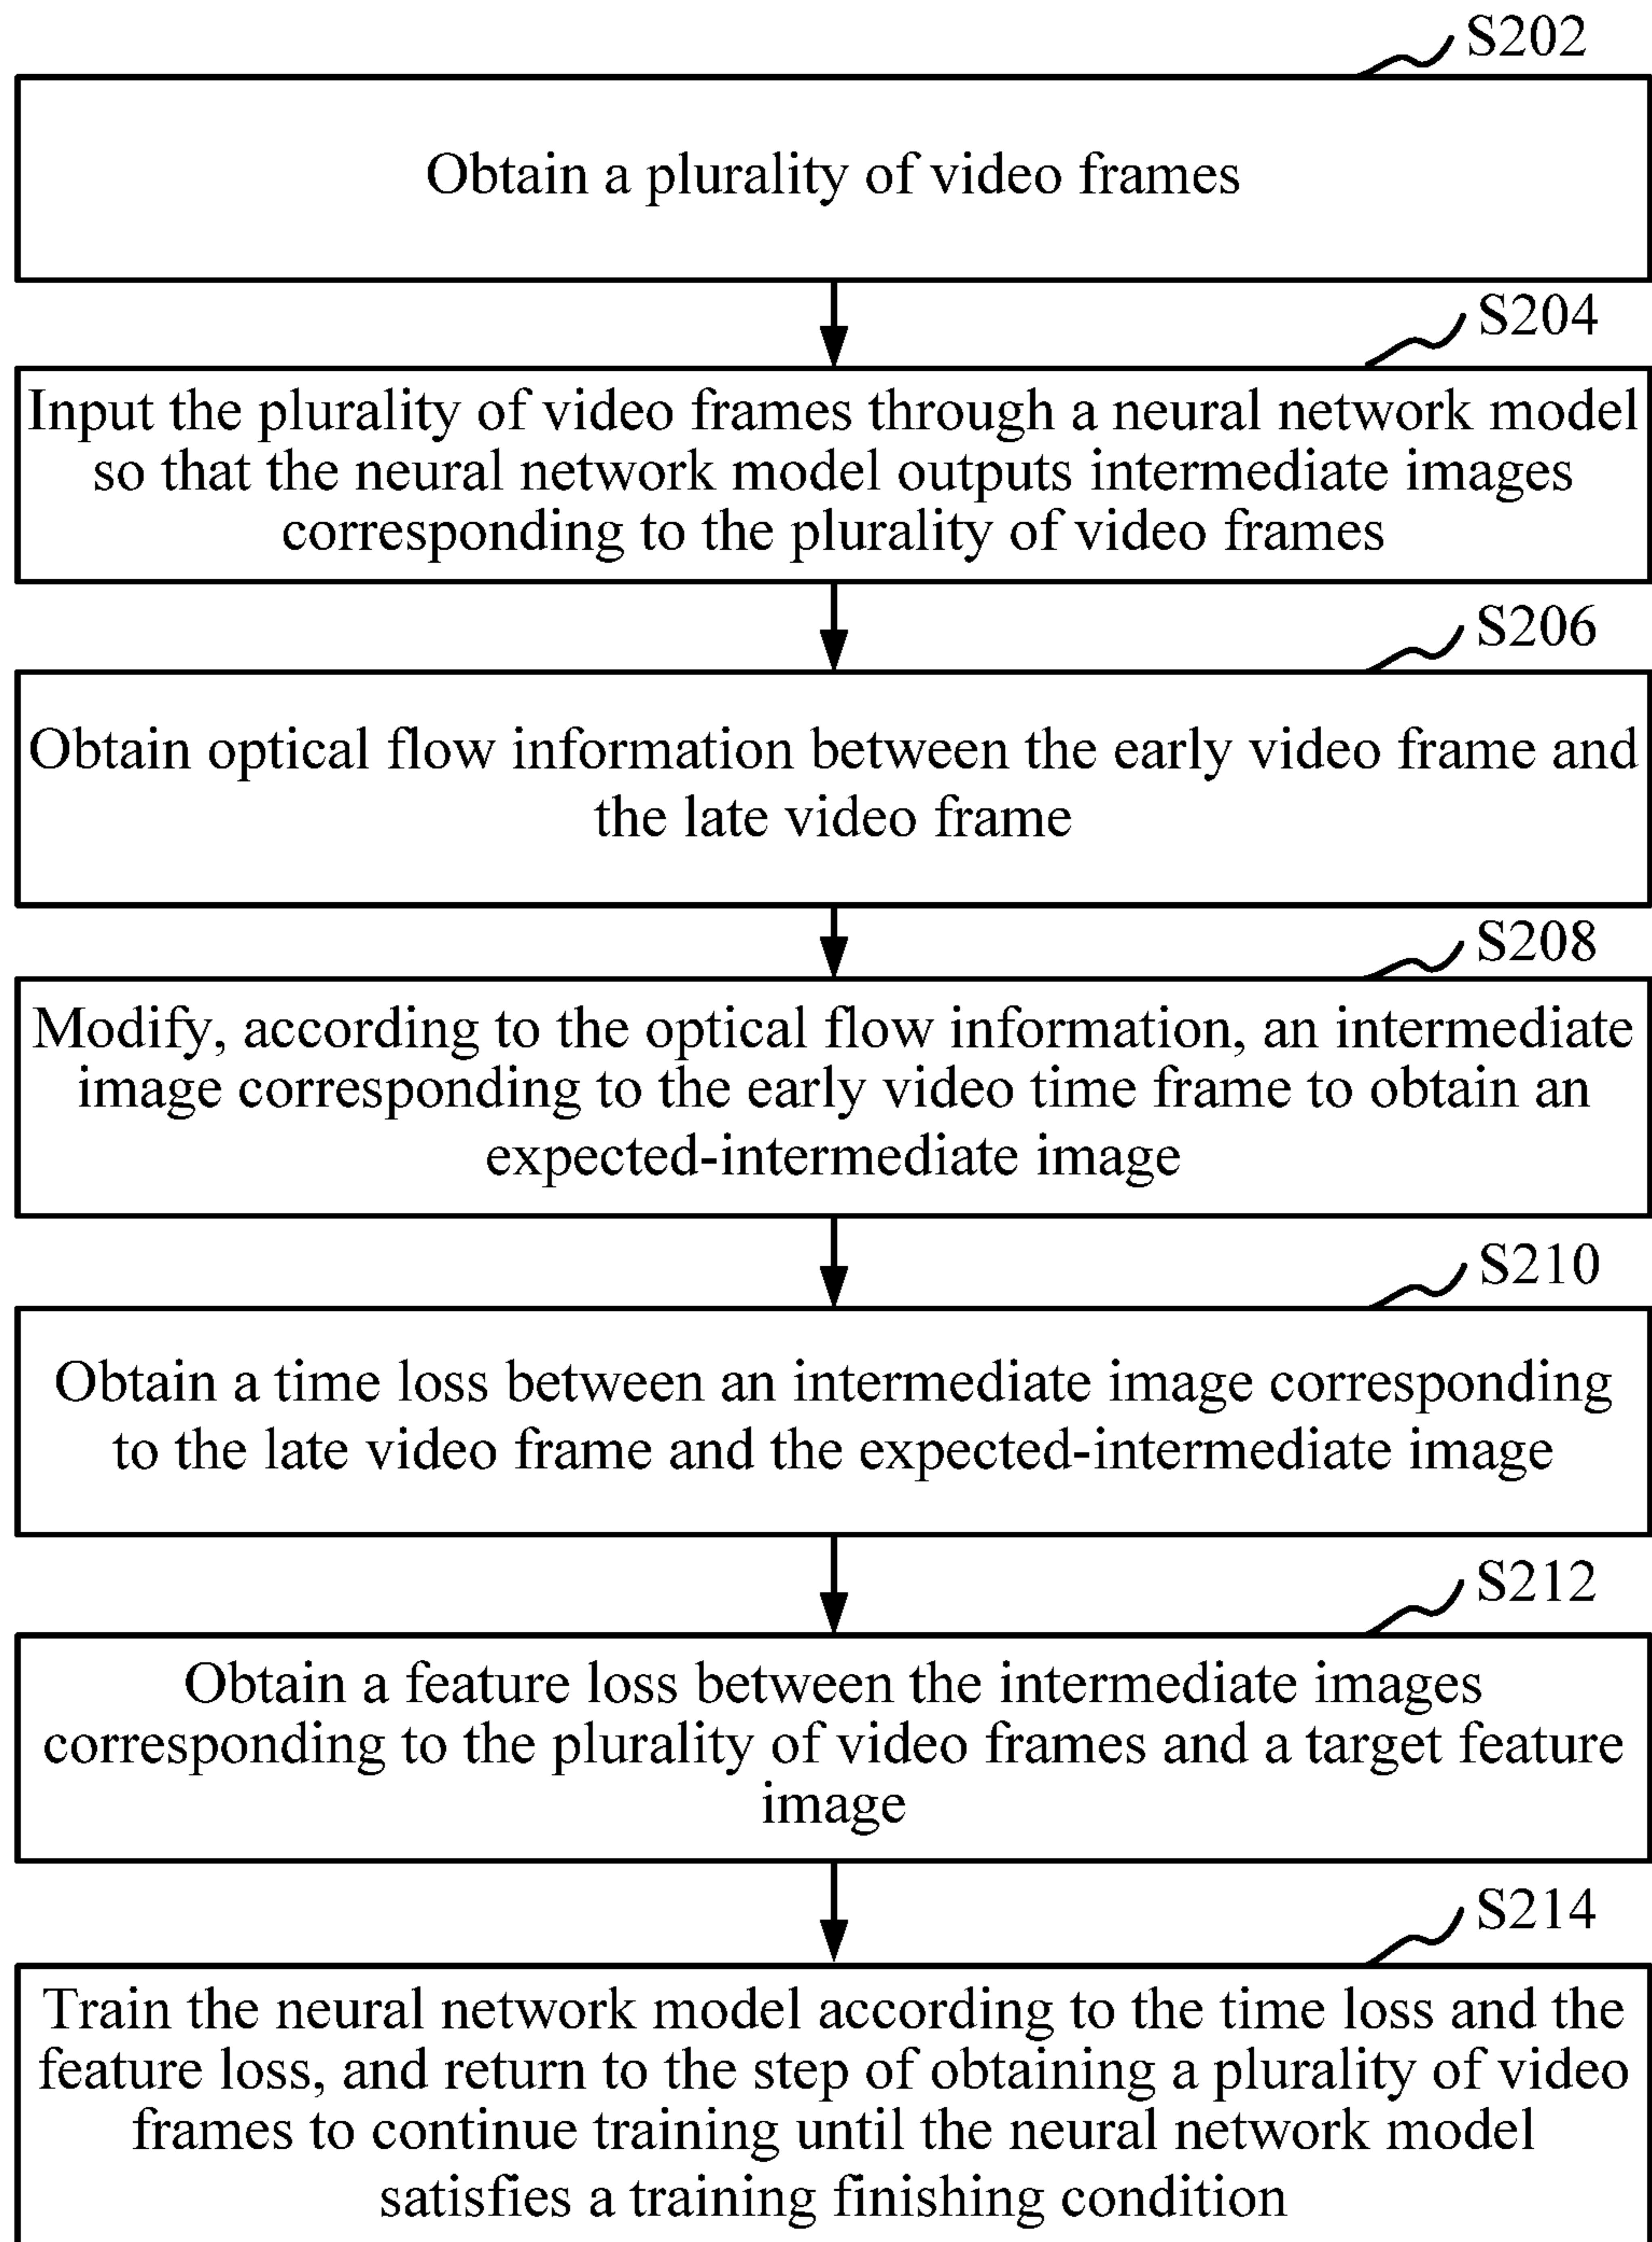 S202
Obtain a plurality of video frames
S204
Input the plurality of video frames through a neural network model
so that the neural network model outputs intermediate images
corresponding to the plurality of video frames
S206
Obtain optical flow information between the early video frame and
the late video frame
S208
Modify, according to the optical flow information, an intermediate
image corresponding to the early video time frame to obtain an
expected-intermediate image
S210
Obtain a time loss between an intermediate image corresponding
to the late video frame and the expected-intermediate image
S212
Obtain a feature loss between the intermediate images
corresponding to the plurality of video frames and a target feature
image
S214
Train the neural network model according to the time loss and the
feature loss, and return to the step of obtaining a plurality of video
frames to continue training until the neural network model
satisfies a training finishing condition